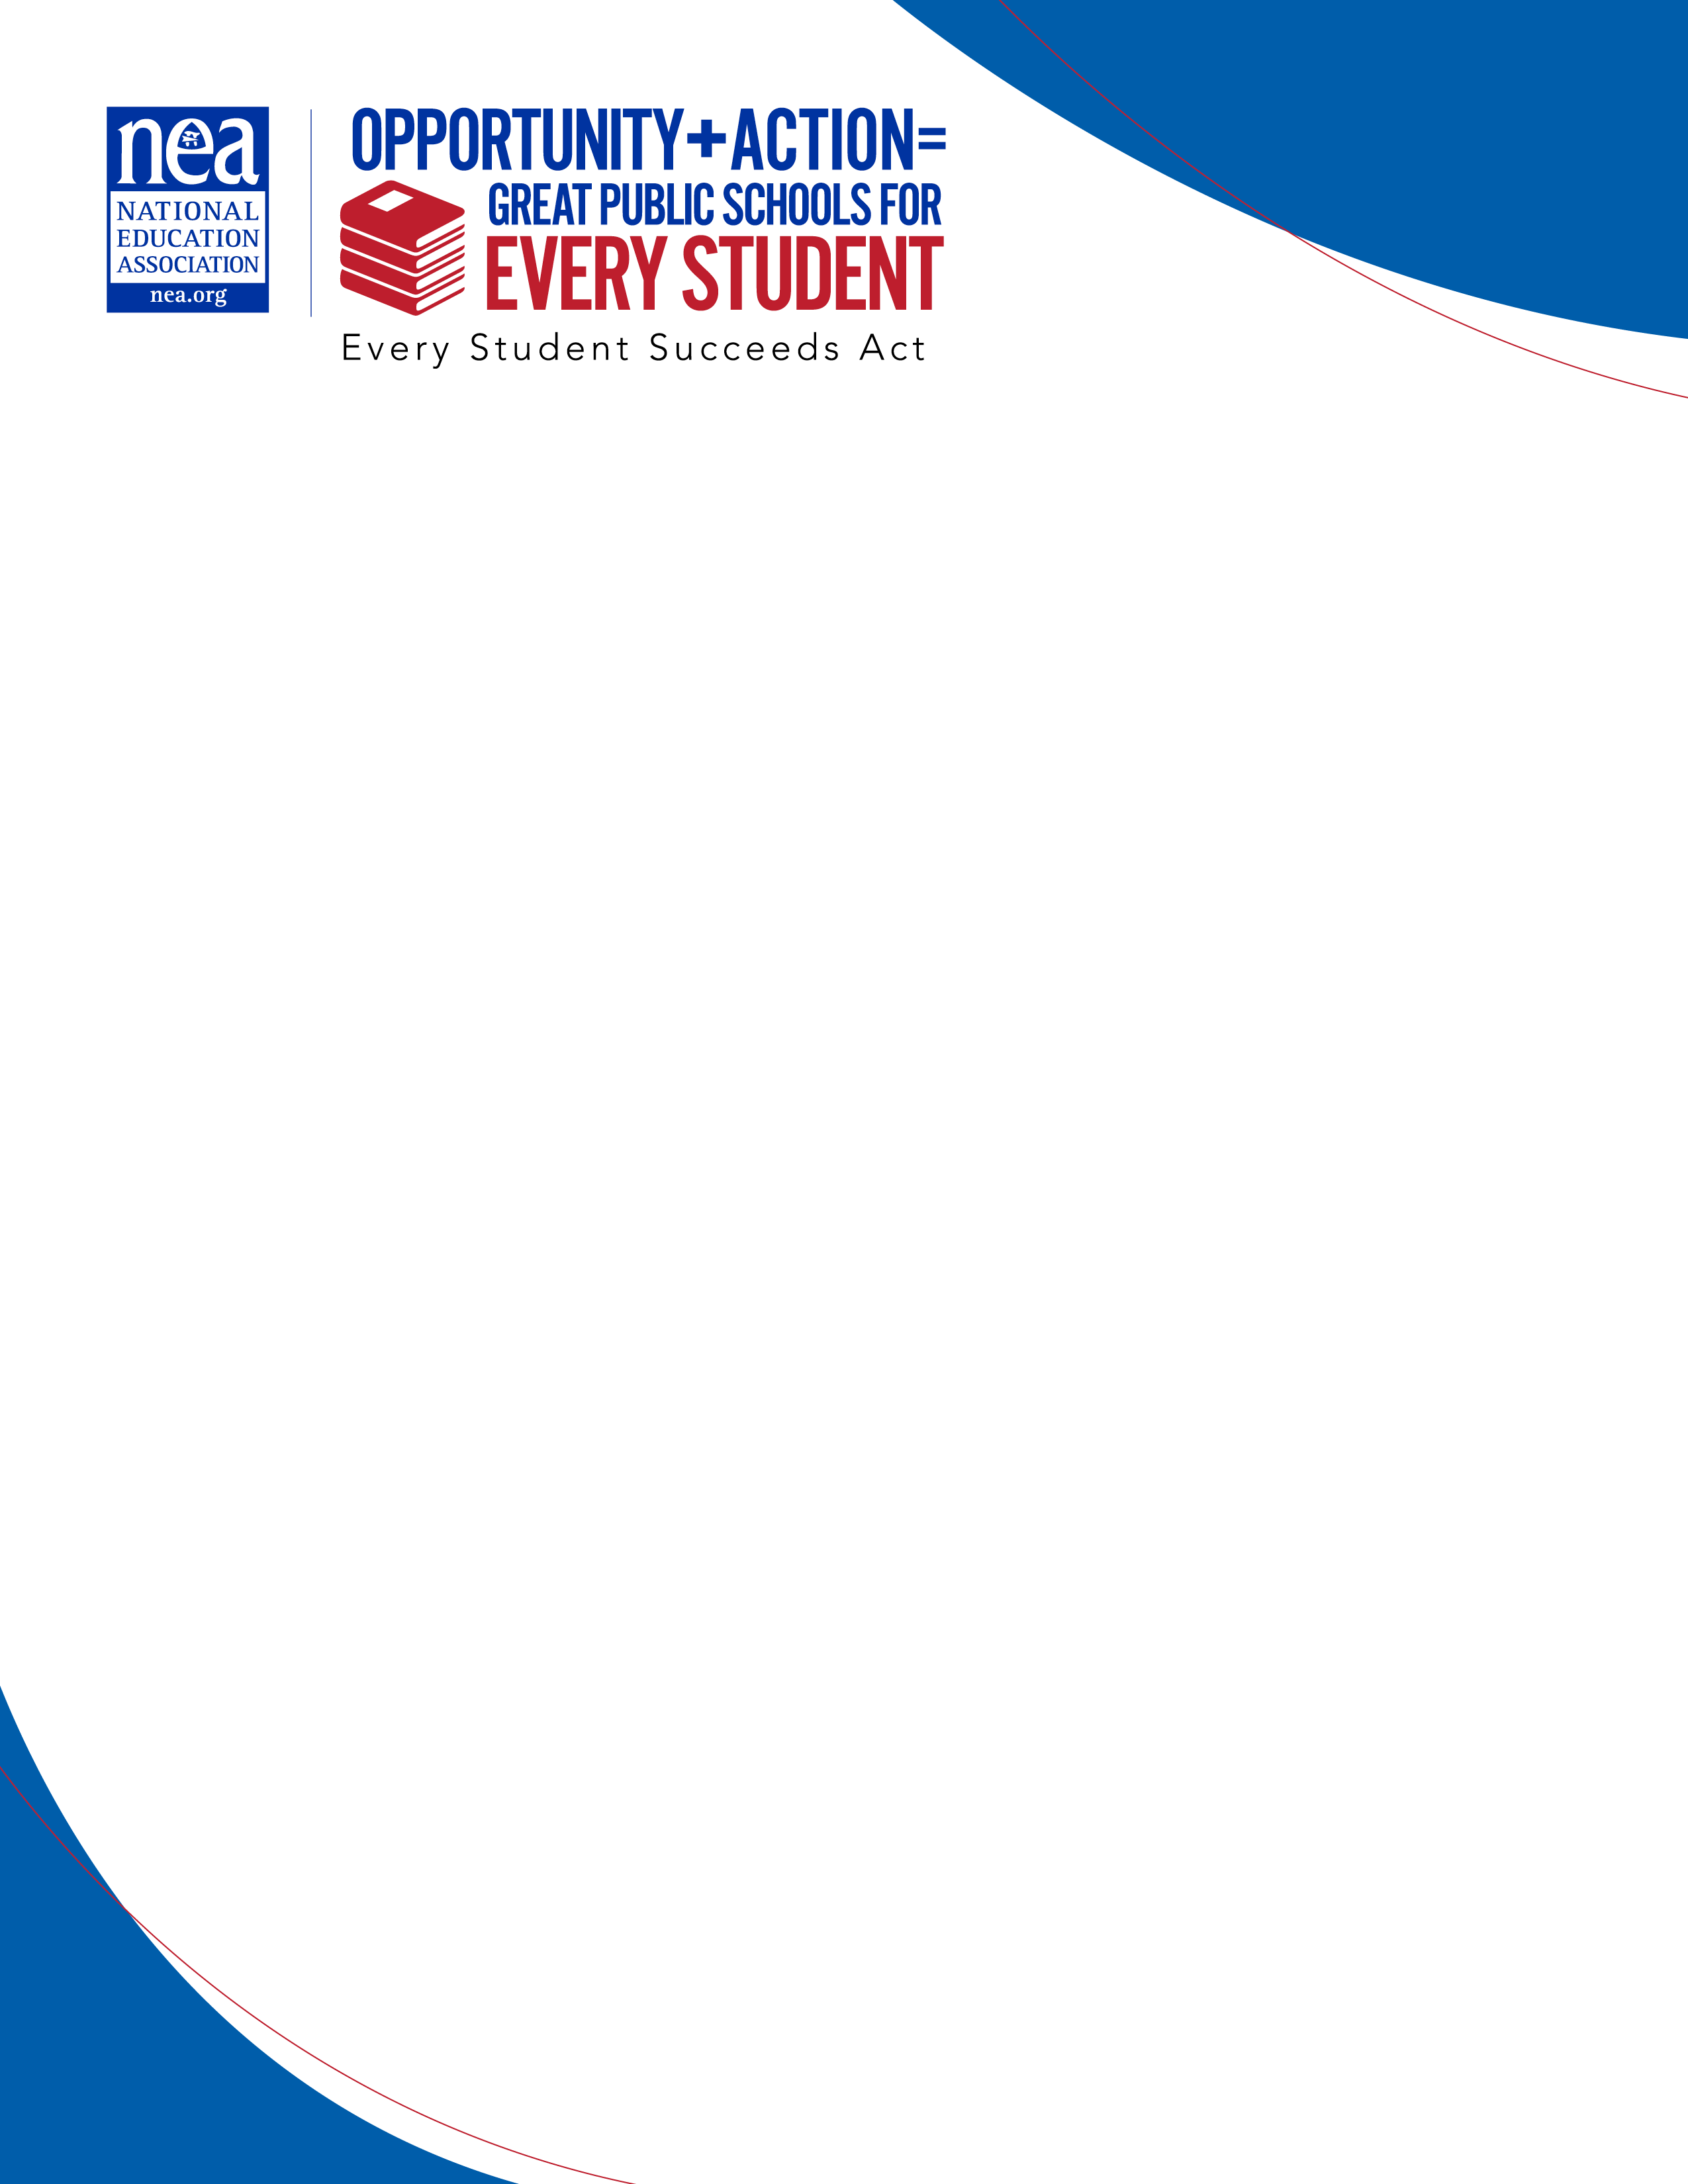 nea
NATIONAL
EDUCATION
ASSOCIATION
nea.org
OPPORTUNITY+ACTION=
GREAT PUBLIC SCHOOLS FOR
EVERY STUDENT
Every Student Succeeds Act